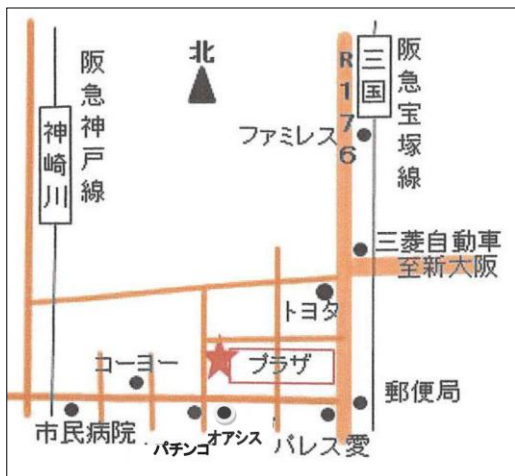 北
阪急神戸線
神崎川
R176
三国
阪急宝塚線
ファミレス
三菱自動車
至新大阪
トヨタ
プラザ
コーヨー
郵便局
市民病院
パチンコ
オアシス
パレス愛